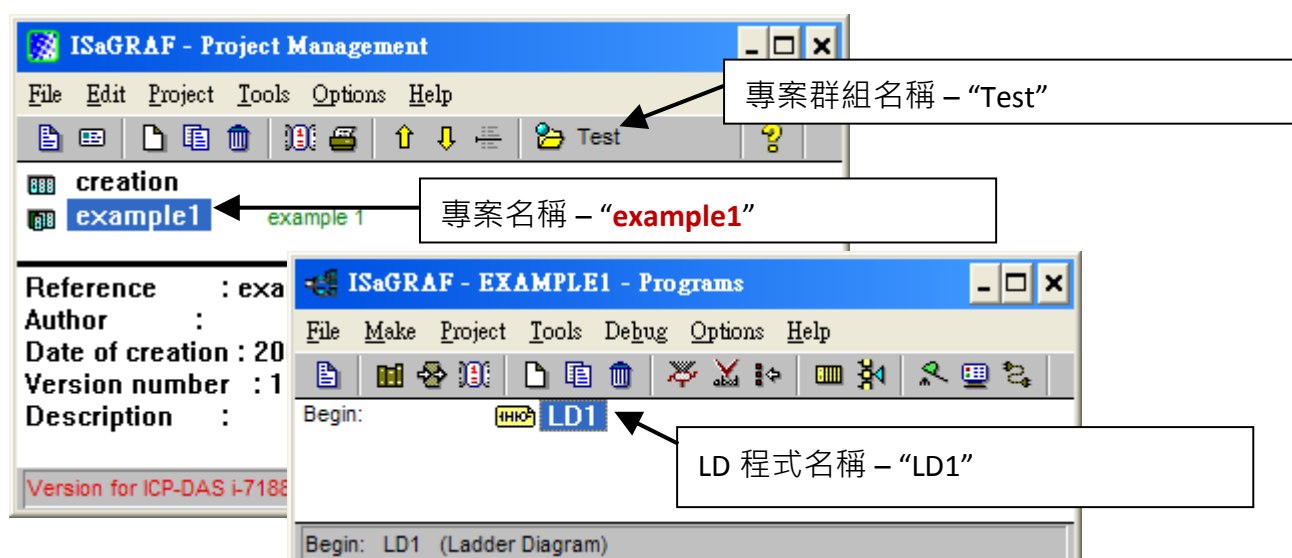 ISaGRAF - Project Management
File Edit Project Tools Options Help
Test
專案群組名稱 – “Test”
creation
example1 example 1
專案名稱 – “example1”
Reference : exa
Author :
Date of creation : 20
Version number : 1
Description :
Version for ICP-DAS i-7188
ISaGRAF - EXAMPLE1 - Programs
File Make Project Tools Debug Options Help
Begin: LD1
LD 程式名稱 – “LD1”
Begin: LD1 (Ladder Diagram)